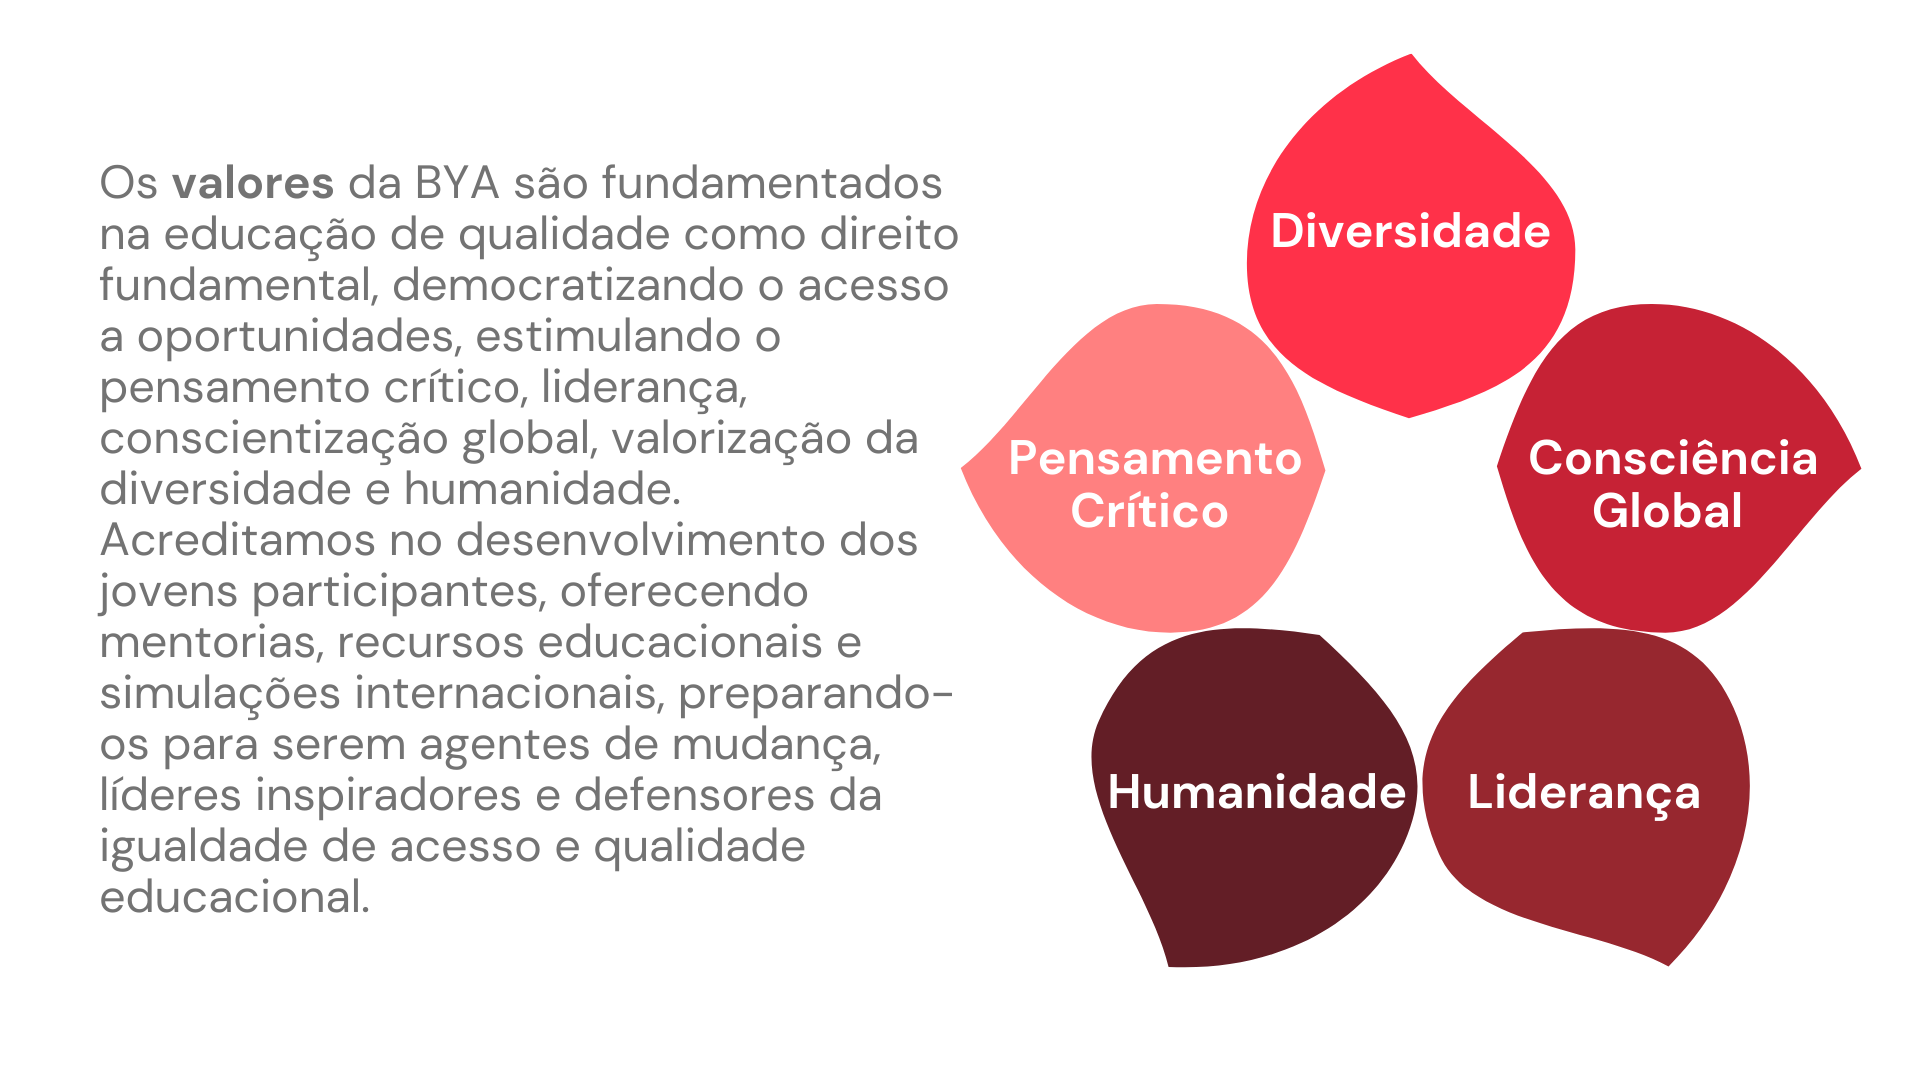 Os valores da BYA são fundamentados
na educação de qualidade como direito
fundamental, democratizando o acesso
a oportunidades, estimulando o
pensamento crítico, liderança,
conscientização global, valorização da
diversidade e humanidade.
Acreditamos no desenvolvimento dos
jovens participantes, oferecendo
mentorias, recursos educacionais e
simulações internacionais, preparando-
os para serem agentes de mudança,
líderes inspiradores e defensores da
igualdade de acesso e qualidade
educacional.
Diversidade
Pensamento
Crítico
Consciência
Global
Humanidade
Liderança